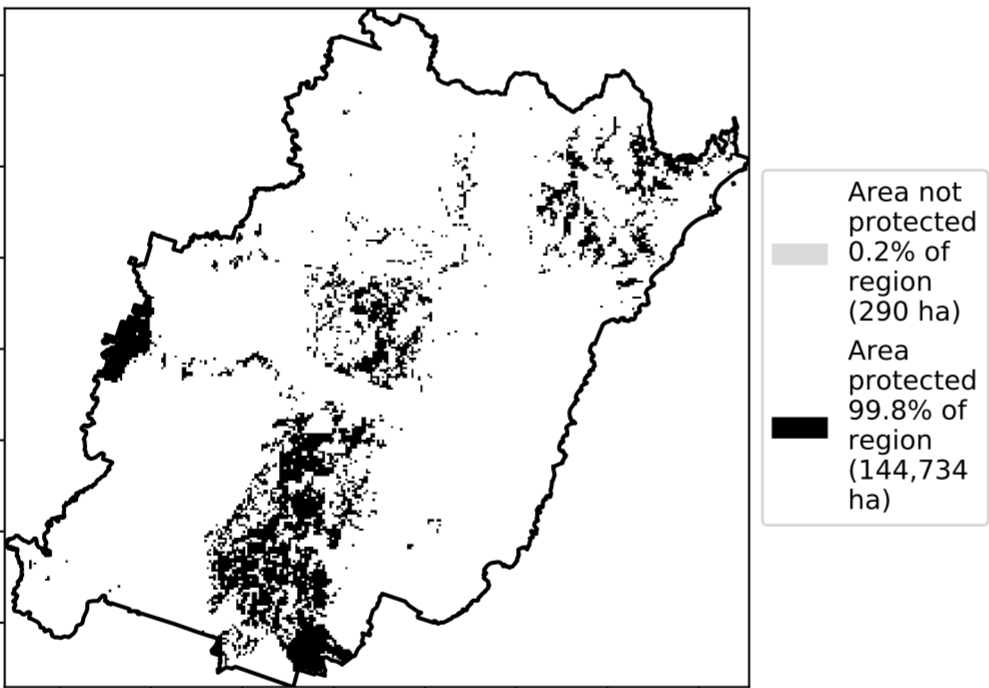 Area not
protected
0.2% of
region
(290 ha)
Area
protected
99.8% of
region
(144,734
ha)